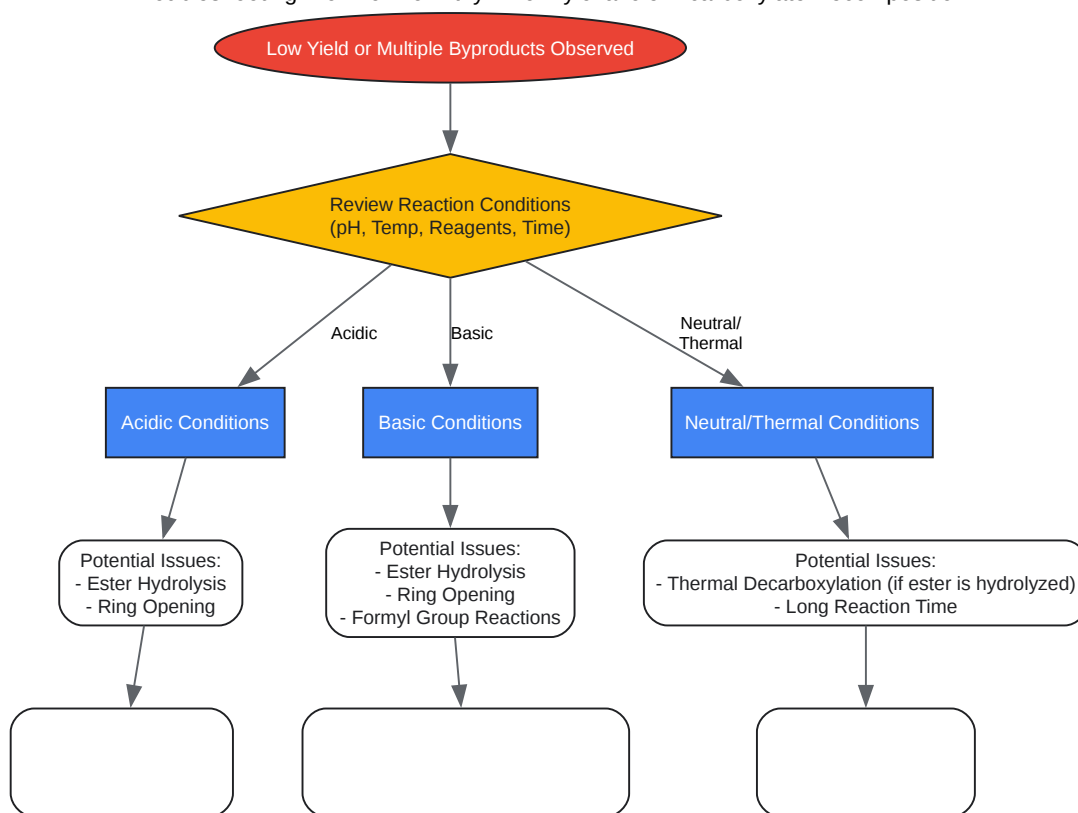 Low Yield or Multiple Byproducts Observed
Review Reaction Conditions
(pH, Temp, Reagents, Time)
Acidic
Basic
Neutral/
Thermal
Acidic Conditions
Basic Conditions
Neutral/Thermal Conditions
Potential Issues:
- Ester Hydrolysis
- Ring Opening
Potential Issues:
- Ester Hydrolysis
- Ring Opening
- Formyl Group Reactions
Potential Issues:
- Thermal Decarboxylation (if ester is hydrolyzed)
- Long Reaction Time